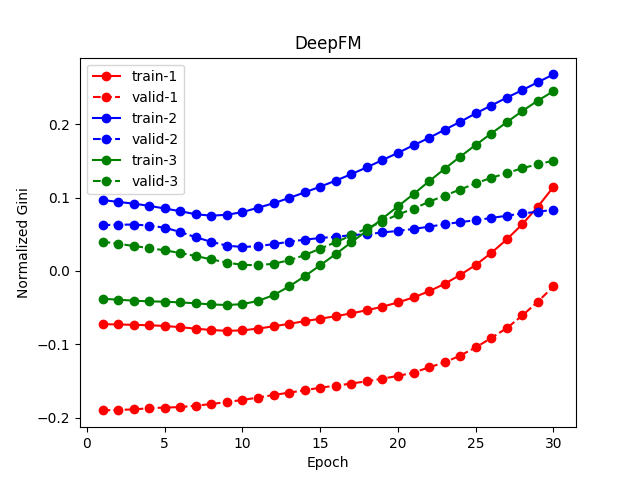 DeepFM
train-1
valid-1
train-2
valid-2
train-3
valid-3
Normalized Gini
0.2
0.1
0.0
−0.1
−0.2
0 5 10 15 20 25 30
Epoch